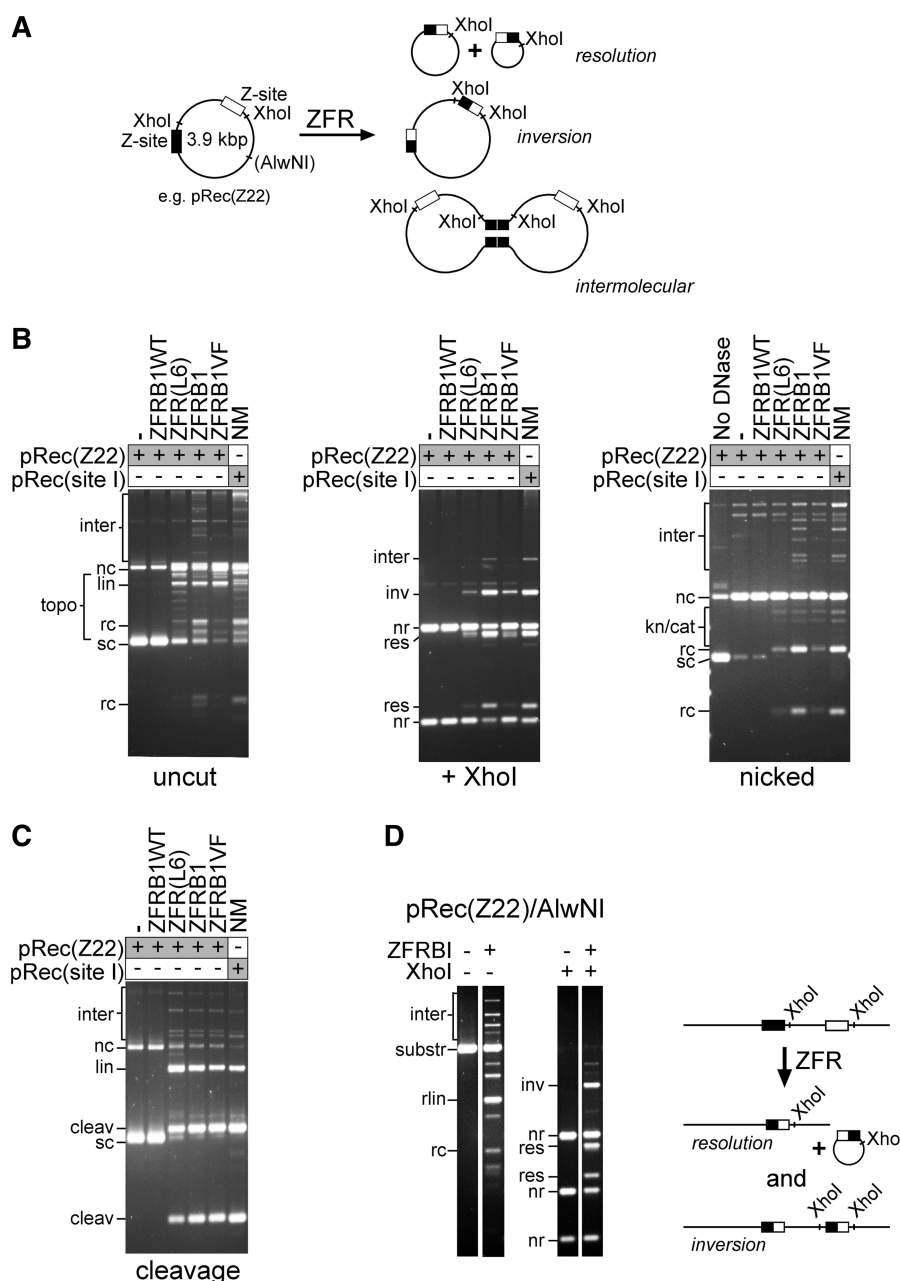 A
XhoI
XhoI
+
resolution
Z-site
XhoI
XhoI
Z-site
3.9 kbp
ZFR
(AlwNI)
e.g. pRec(Z22)
XhoI
XhoI
inversion
XhoI
XhoI
XhoI
XhoI
intermolecular
B
- ZFRB1WT ZFR(L6) ZFRB1 ZFRB1VF NM
pRec(Z22) + + + + + -
pRec(site I) - - - - - +
inter
nc
lin
topo
rc
sc
rc
uncut
- ZFRB1WT ZFR(L6) ZFRB1 ZFRB1VF NM
pRec(Z22) + + + + + -
pRec(site I) - - - - - +
inter
inv
nr
res
res
nr
+ XhoI
No DNase - ZFRB1WT ZFR(L6) ZFRB1 ZFRB1VF NM
pRec(Z22) + + + + + + -
pRec(site I) - - - - - - +
inter
nc
kn/cat
rc
sc
rc
nicked
C
- ZFRB1WT ZFR(L6) ZFRB1 ZFRB1VF NM
pRec(Z22) + + + + + -
pRec(site I) - - - - - +
inter
nc
lin
cleav
sc
cleav
cleavage
D
pRec(Z22)/AlwNI
ZFRBI - + - +
XhoI - - + +
inter
substr
rlin
rc
inv
nr
res
res
nr
nr
XhoI
XhoI
ZFR
XhoI
resolution
+
Xho
and
XhoI
XhoI
inversion